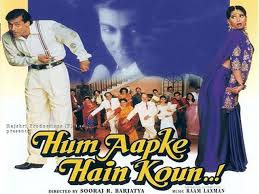 Rajshri Productions (P) Ltd.
presents
Hum Aapke
Hain Koun..!
DIRECTED BY SOORAJ R. BARJATYA MUSIC RAAM LAXMAN